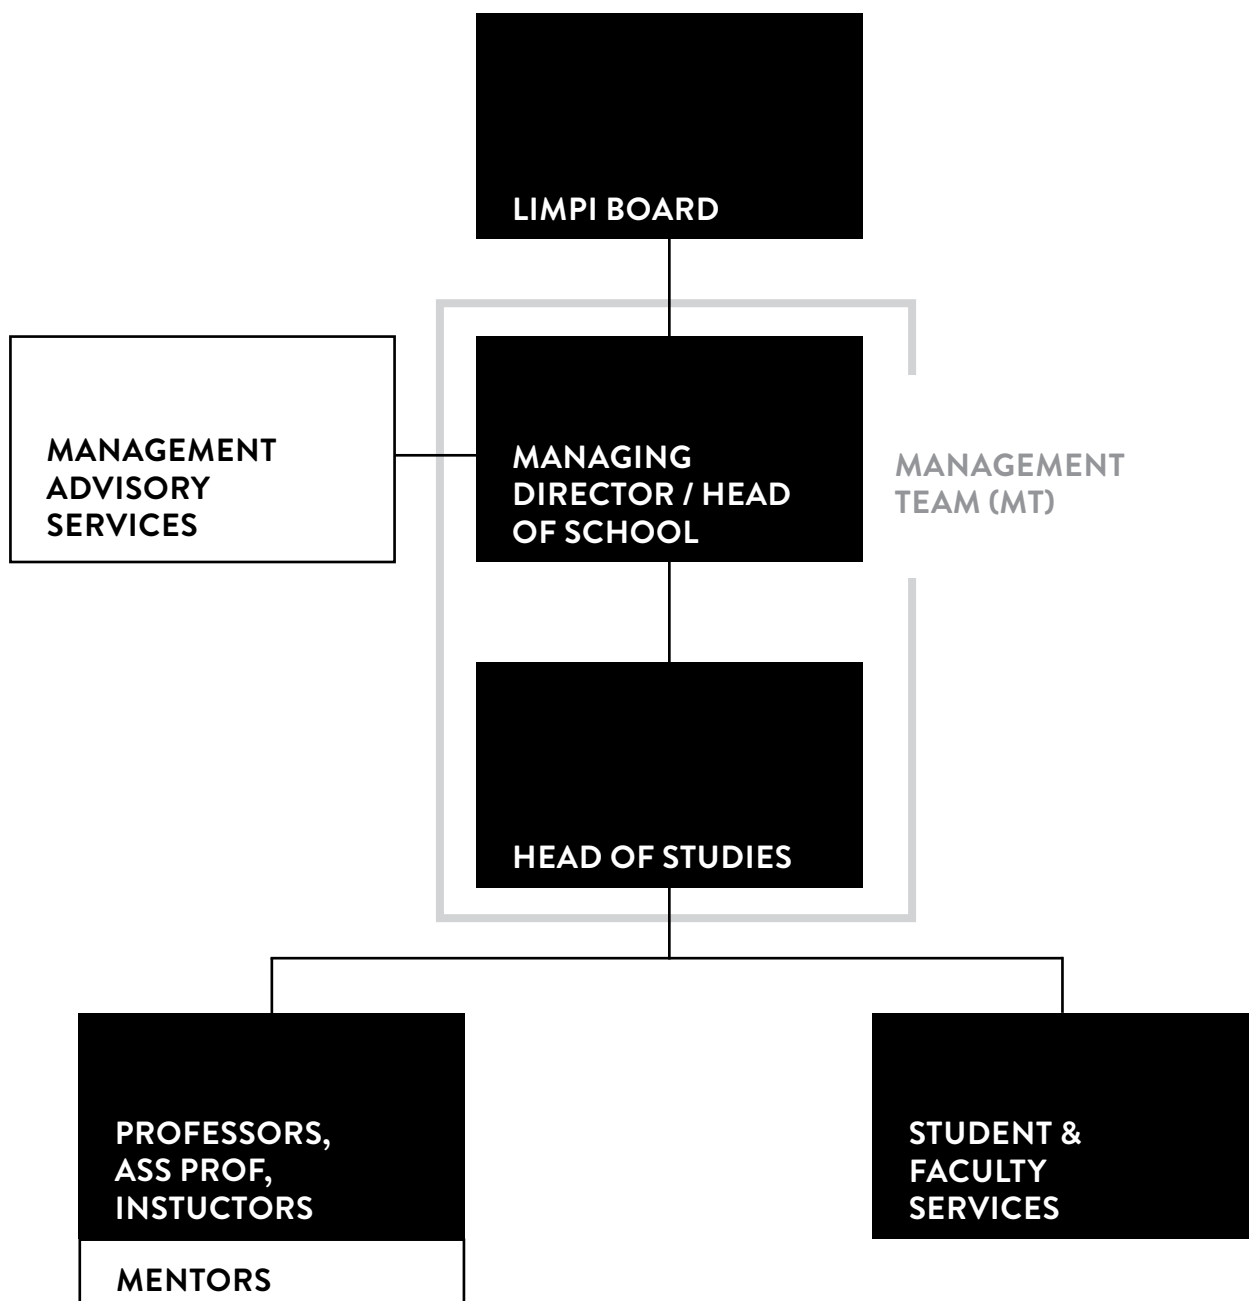 LIMPI BOARD
MANAGEMENT
ADVISORY
SERVICES
MANAGING
DIRECTOR / HEAD
OF SCHOOL
MANAGEMENT
TEAM (MT)
HEAD OF STUDIES
PROFESSORS,
ASS PROF,
INSTUCTORS
MENTORS
STUDENT &
FACULTY
SERVICES